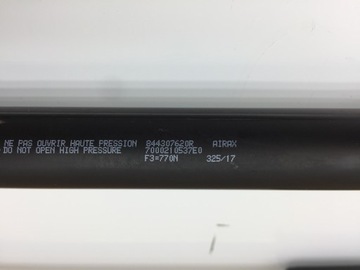 NE PAS OUVRIR HAUTE PRESSION 844307620R AIRAX
DO NOT OPEN HIGH PRESSURE 7000210537E0
F3=770N 325/17